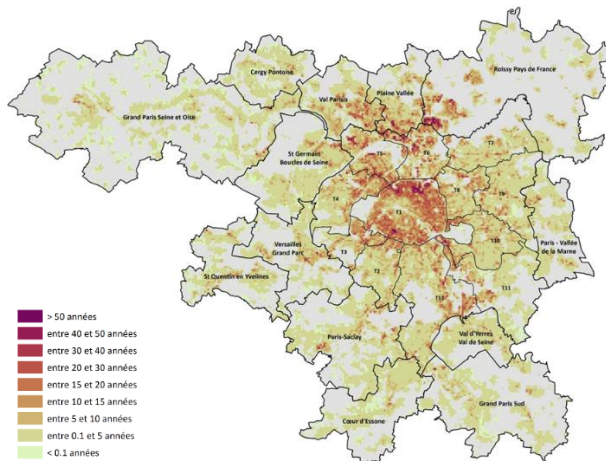 Cergy Pontoise
Roissy Pays de France
Val Parisis
Plaine Vallée
Grand Paris Seine et Oise
St Germain
Boucles de Seine
T5
T6
T7
T4
T8
T9
T1
Paris - Vallée
de la Marne
Versailles
Grand Parc
T3
T10
T2
St Quentin en Yvelines
T11
T12
Paris-Saclay
Val d'Yerres
Val de Seine
Grand Paris Sud
Cœur d'Essone
> 50 années
entre 40 et 50 années
entre 30 et 40 années
entre 20 et 30 années
entre 15 et 20 années
entre 10 et 15 années
entre 5 et 10 années
entre 0.1 et 5 années
< 0.1 années